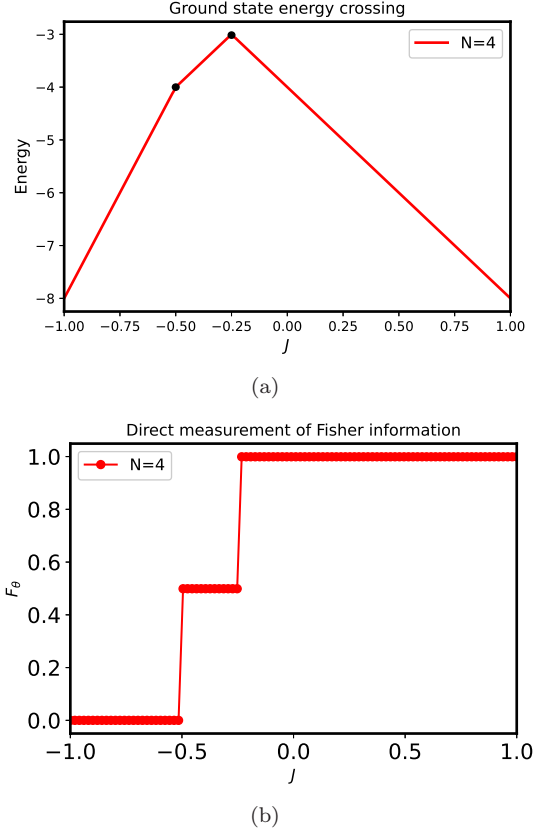 Ground state energy crossing
N=4
−3
−4
−5
−6
−7
−8
Energy
−1.00 −0.75 −0.50 −0.25 0.00 0.25 0.50 0.75 1.00
J
(a)
Direct measurement of Fisher information
N=4
1.0
0.8
0.6
0.4
0.2
0.0
F_θ
−1.0 −0.5 0.0 0.5 1.0
J
(b)